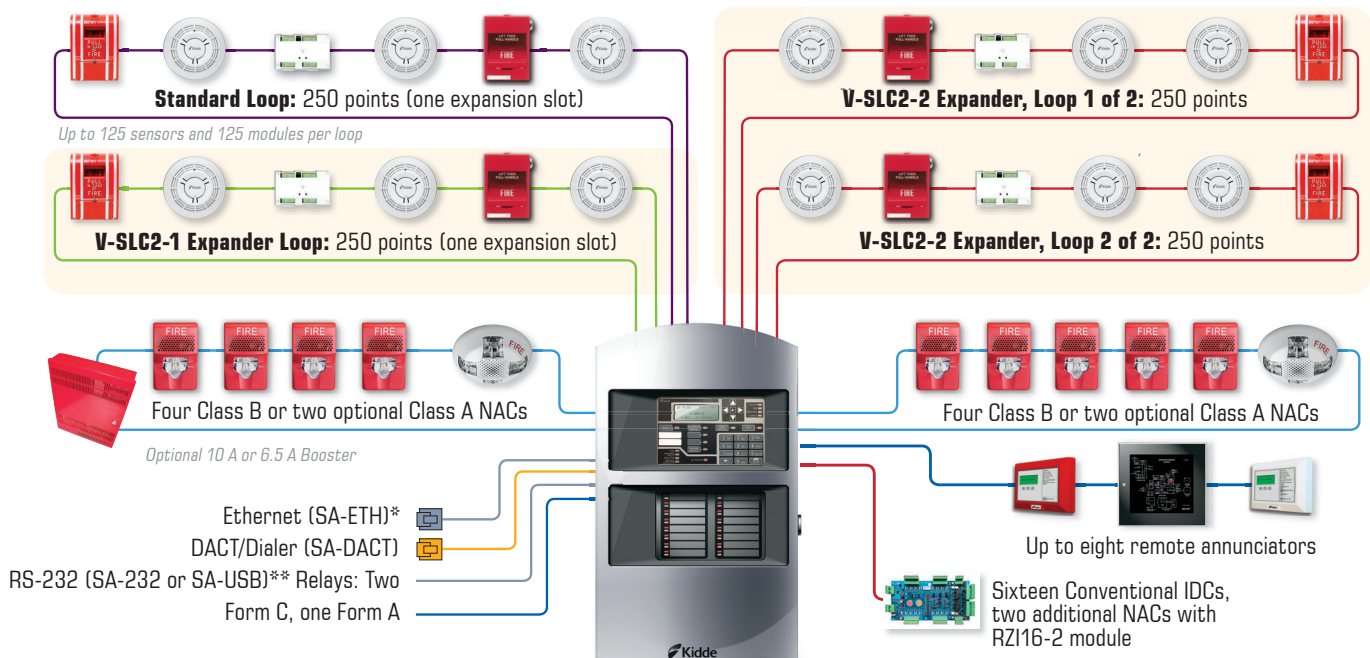 Standard Loop: 250 points (one expansion slot)
Up to 125 sensors and 125 modules per loop
V-SLC2-1 Expander Loop: 250 points (one expansion slot)
V-SLC2-2 Expander, Loop 1 of 2: 250 points
V-SLC2-2 Expander, Loop 2 of 2: 250 points
FIRE
FIRE
FIRE
FIRE
FIRE
Four Class B or two optional Class A NACs
Optional 10 A or 6.5 A Booster
FIRE
FIRE
FIRE
FIRE
FIRE
FIRE
Four Class B or two optional Class A NACs
Ethernet (SA-ETH)*
DACT/Dialer (SA-DACT)
RS-232 (SA-232 or SA-USB)** Relays: Two
Form C, one Form A
Up to eight remote annunciators
Sixteen Conventional IDCs,
two additional NACs with
RZI16-2 module
Kidde